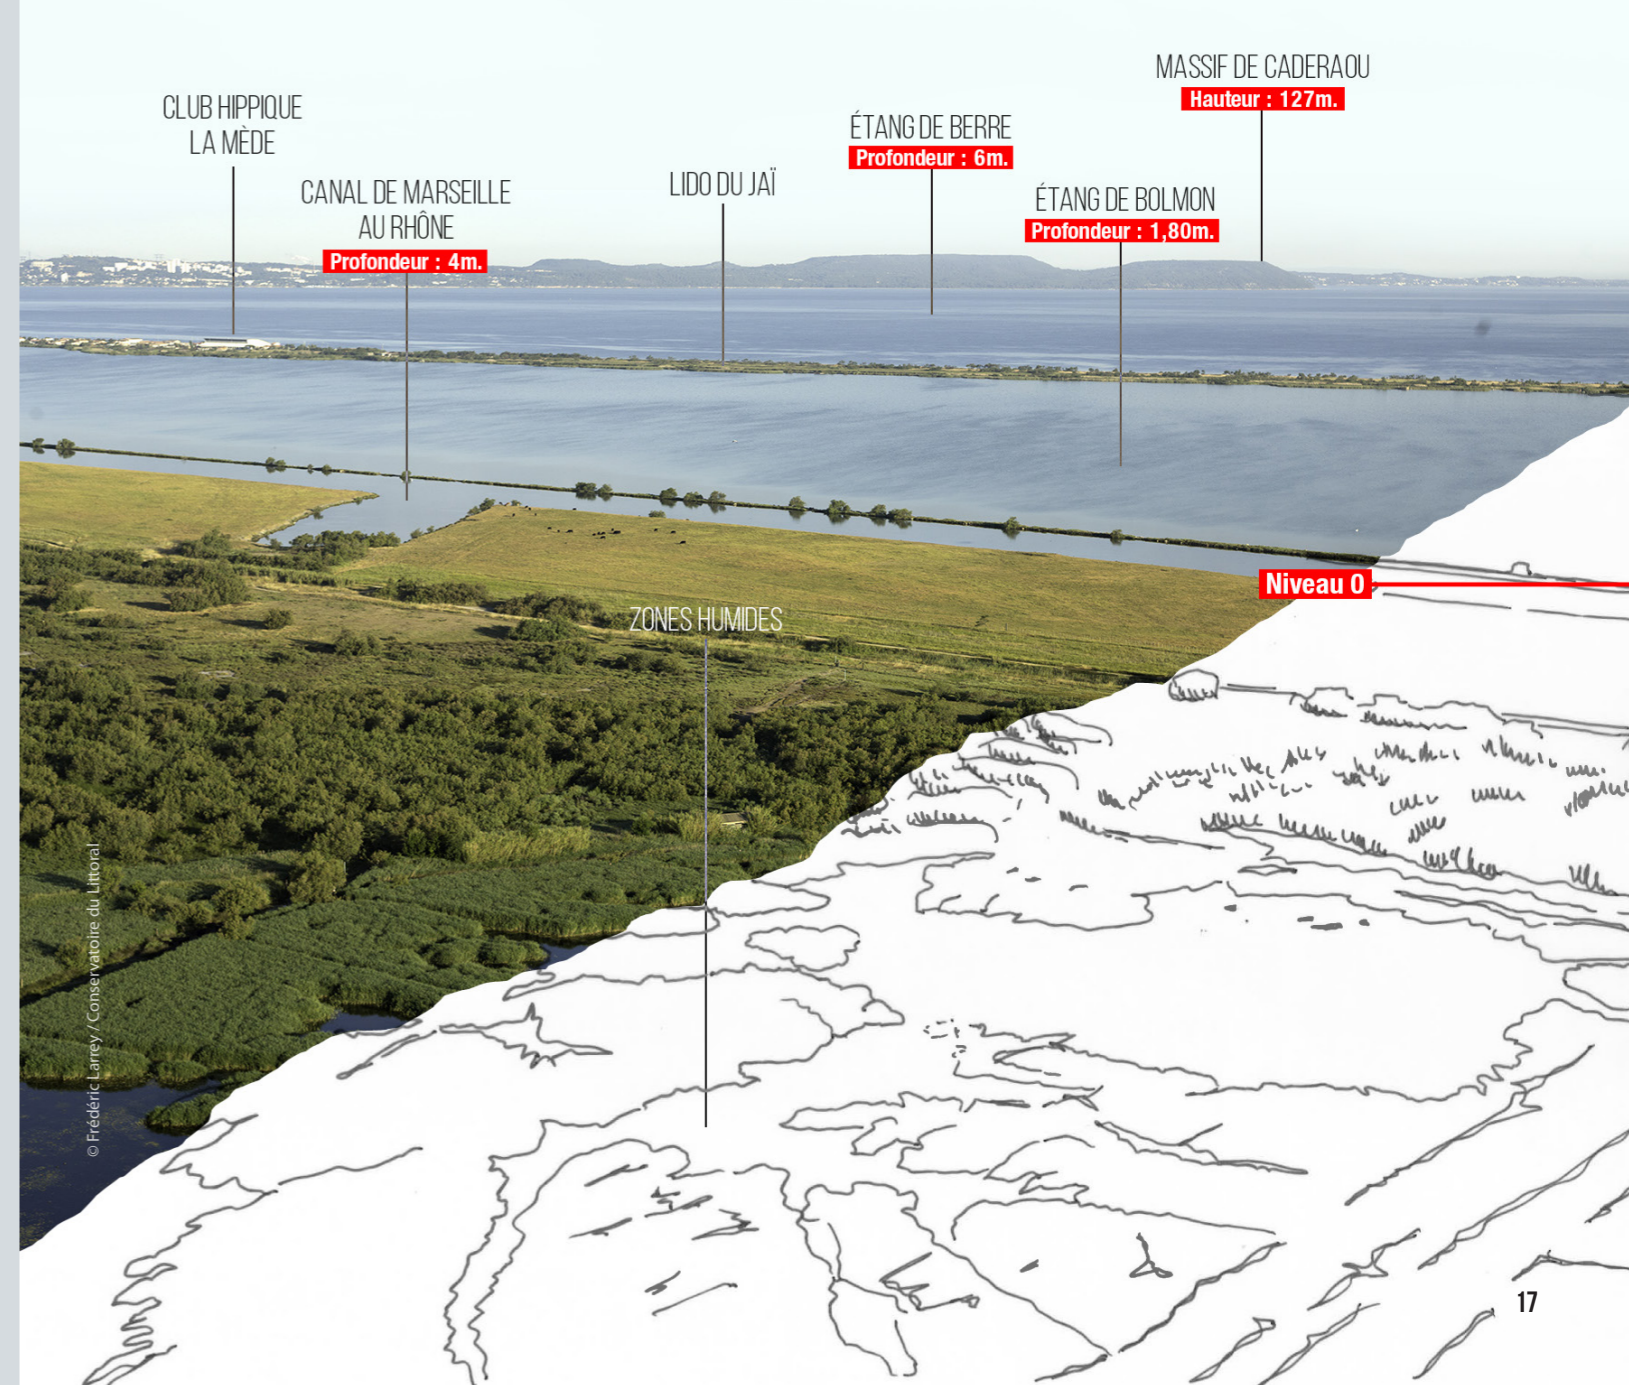 MASSIF DE CADERAOU
Hauteur : 127m.
CLUB HIPPIQUE
LA MÈDE
ÉTANG DE BERRE
Profondeur : 6m.
CANAL DE MARSEILLE
AU RHÔNE
Profondeur : 4m.
LIDO DU JAÏ
ÉTANG DE BOLMON
Profondeur : 1,80m.
Niveau 0
ZONES HUMIDES
© Frédéric Larrey / Conservatoire du Littoral
17